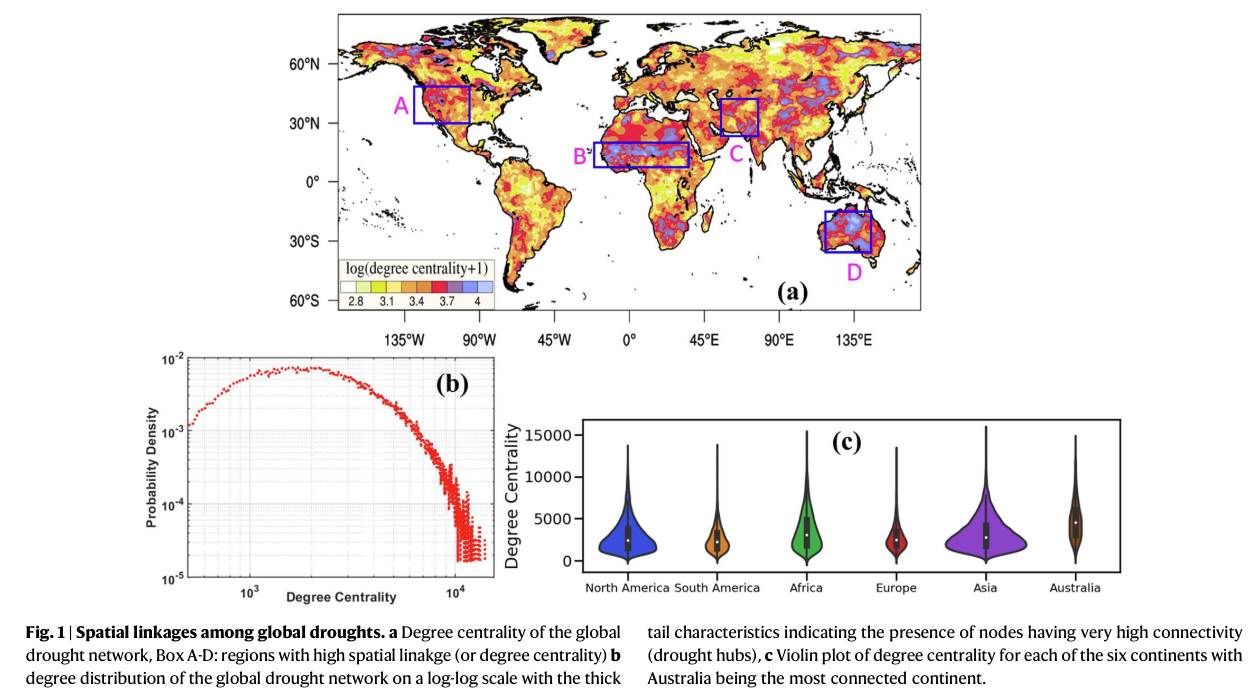 60°N
30°N
0°
30°S
60°S
A
B
C
D
log(degree centrality+1)
2.8 3.1 3.4 3.7 4
(a)
135°W 90°W 45°W 0° 45°E 90°E 135°E
(b)
10-2
10-3
10-4
10-5
Probability Density
10³ 10⁴
Degree Centrality
(c)
Degree Centrality
15000
10000
5000
0
North America South America Africa Europe Asia Australia
Fig. 1 | Spatial linkages among global droughts. a Degree centrality of the global
drought network, Box A-D: regions with high spatial linakge (or degree centrality) b
degree distribution of the global drought network on a log-log scale with the thick
tail characteristics indicating the presence of nodes having very high connectivity
(drought hubs), c Violin plot of degree centrality for each of the six continents with
Australia being the most connected continent.